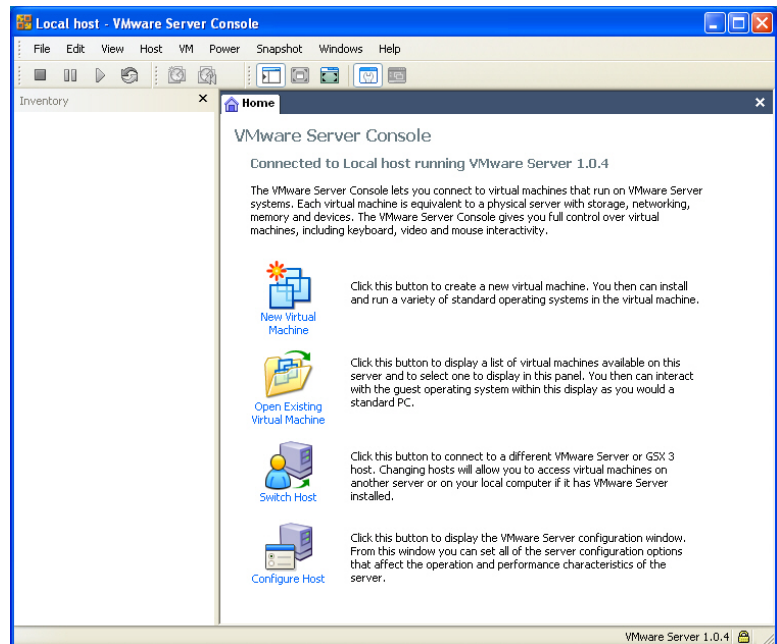 Local host - VMware Server Console
File Edit View Host VM Power Snapshot Windows Help
Inventory
Home
VMware Server Console
Connected to Local host running VMware Server 1.0.4
The VMware Server Console lets you connect to virtual machines that run on VMware Server
systems. Each virtual machine is equivalent to a physical server with storage, networking,
memory and devices. The VMware Server Console gives you full control over virtual
machines, including keyboard, video and mouse interactivity.
New Virtual
Machine
Click this button to create a new virtual machine. You then can install
and run a variety of standard operating systems in the virtual machine.
Open Existing
Virtual Machine
Click this button to display a list of virtual machines available on this
server and to select one to display in this panel. You then can interact
with the guest operating system within this display as you would a
standard PC.
Switch Host
Click this button to connect to a different VMware Server or GSX 3
host. Changing hosts will allow you to access virtual machines on
another server or on your local computer if it has VMware Server
installed.
Configure Host
Click this button to display the VMware Server configuration window.
From this window you can set all of the server configuration options
that affect the operation and performance characteristics of the
server.
VMware Server 1.0.4